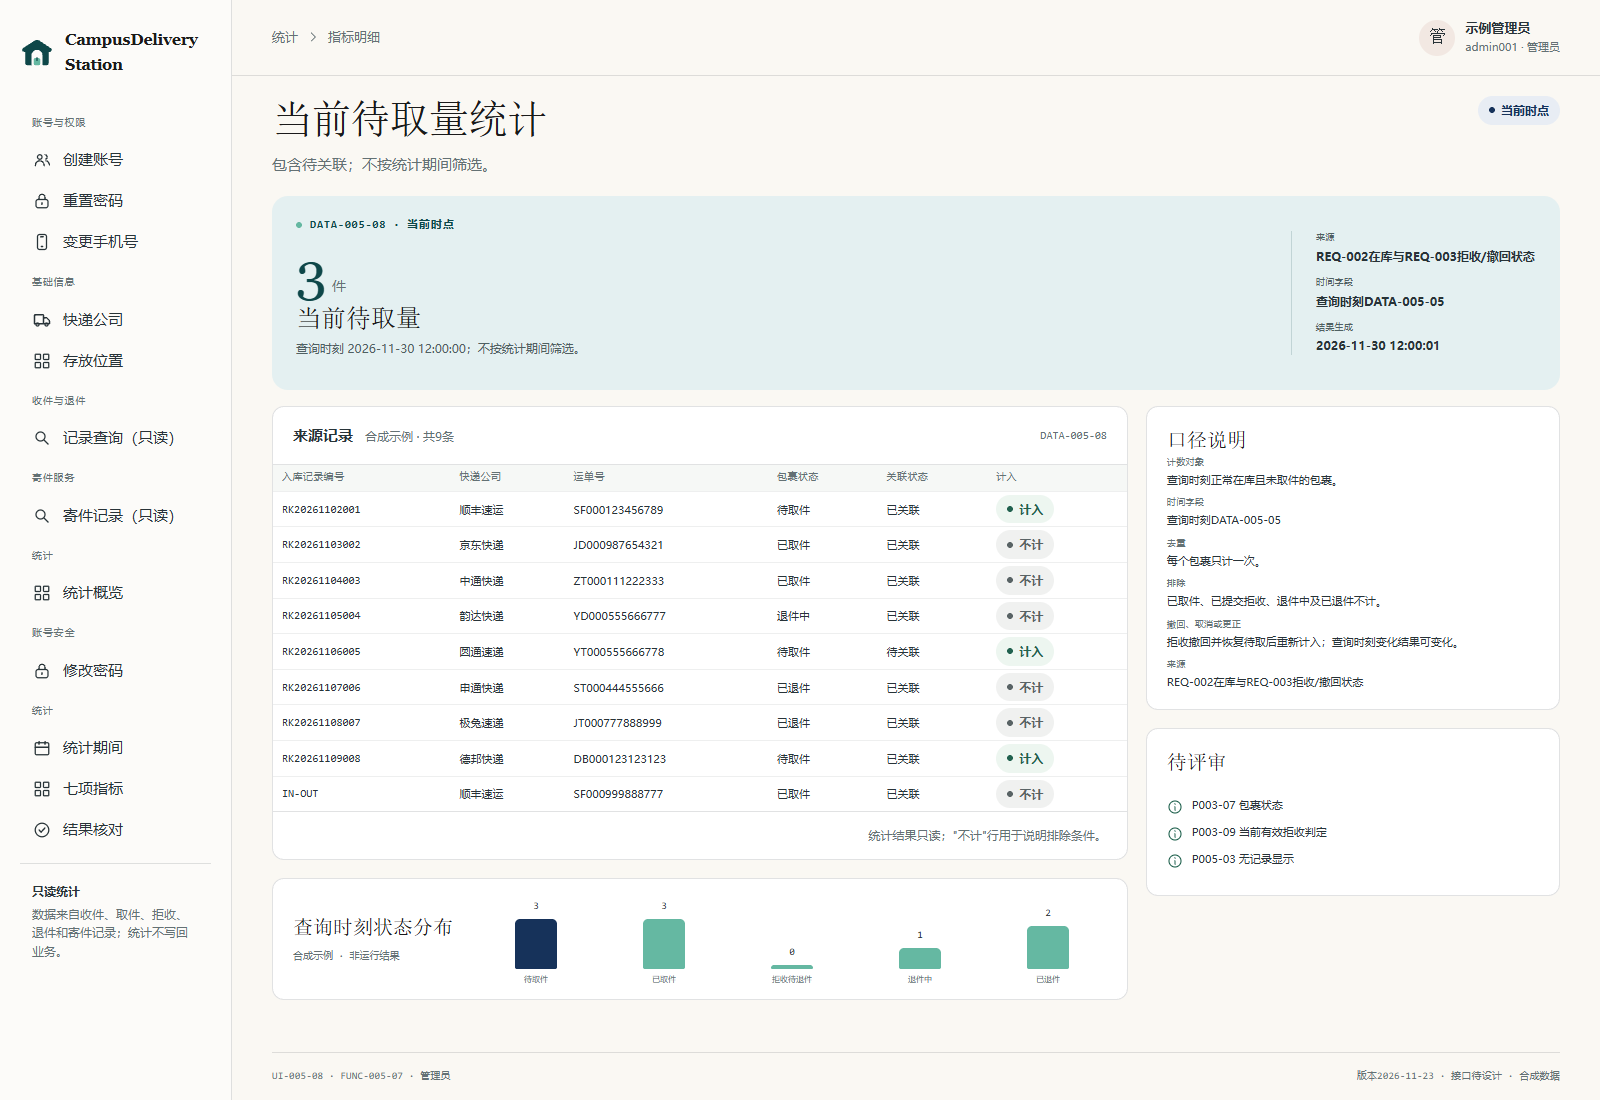 CampusDelivery
Station
账号与权限
创建账号
重置密码
变更手机号
基础信息
快递公司
存放位置
收件与退件
记录查询（只读）
寄件服务
寄件记录（只读）
统计
统计概览
账号安全
修改密码
统计
统计期间
七项指标
结果核对
只读统计
数据来自收件、取件、拒收、
退件和寄件记录；统计不写回
业务。
统计 > 指标明细
管
示例管理员
admin001 · 管理员
当前待取量统计
当前时点
包含待关联；不按统计期间筛选。
DATA-005-08 · 当前时点
3 件
当前待取量
查询时刻 2026-11-30 12:00:00；不按统计期间筛选。
来源
REQ-002在库与REQ-003拒收/撤回状态
时间字段
查询时刻DATA-005-05
结果生成
2026-11-30 12:00:01
来源记录 合成示例 · 共9条 DATA-005-08
入库记录编号 快递公司 运单号 包裹状态 关联状态 计入
RK20261102001 顺丰速运 SF000123456789 待取件 已关联 计入
RK20261103002 京东快递 JD000987654321 已取件 已关联 不计
RK20261104003 中通快递 ZT000111222333 已取件 已关联 不计
RK20261105004 韵达快递 YD000555666777 退件中 已关联 不计
RK20261106005 圆通速递 YT000555666778 待取件 待关联 计入
RK20261107006 申通快递 ST000444555666 已退件 已关联 不计
RK20261108007 极兔速递 JT000777888999 已退件 已关联 不计
RK20261109008 德邦快递 DB000123123123 待取件 已关联 计入
IN-OUT 顺丰速运 SF000999888777 已取件 已关联 不计
统计结果只读；"不计"行用于说明排除条件。
查询时刻状态分布
合成示例 · 非运行结果
3 3 0 1 2
待取件 已取件 拒收待退件 退件中 已退件
口径说明
计数对象
查询时刻正常在库且未取件的包裹。
时间字段
查询时刻DATA-005-05
去重
每个包裹只计一次。
排除
已取件、已提交拒收、退件中及已退件不计。
撤回、取消或更正
拒收撤回并恢复待取后重新计入；查询时刻变化结果可变化。
来源
REQ-002在库与REQ-003拒收/撤回状态
待评审
P003-07 包裹状态
P003-09 当前有效拒收判定
P005-03 无记录显示
UI-005-08 · FUNC-005-07 · 管理员
版本2026-11-23 · 接口待设计 · 合成数据